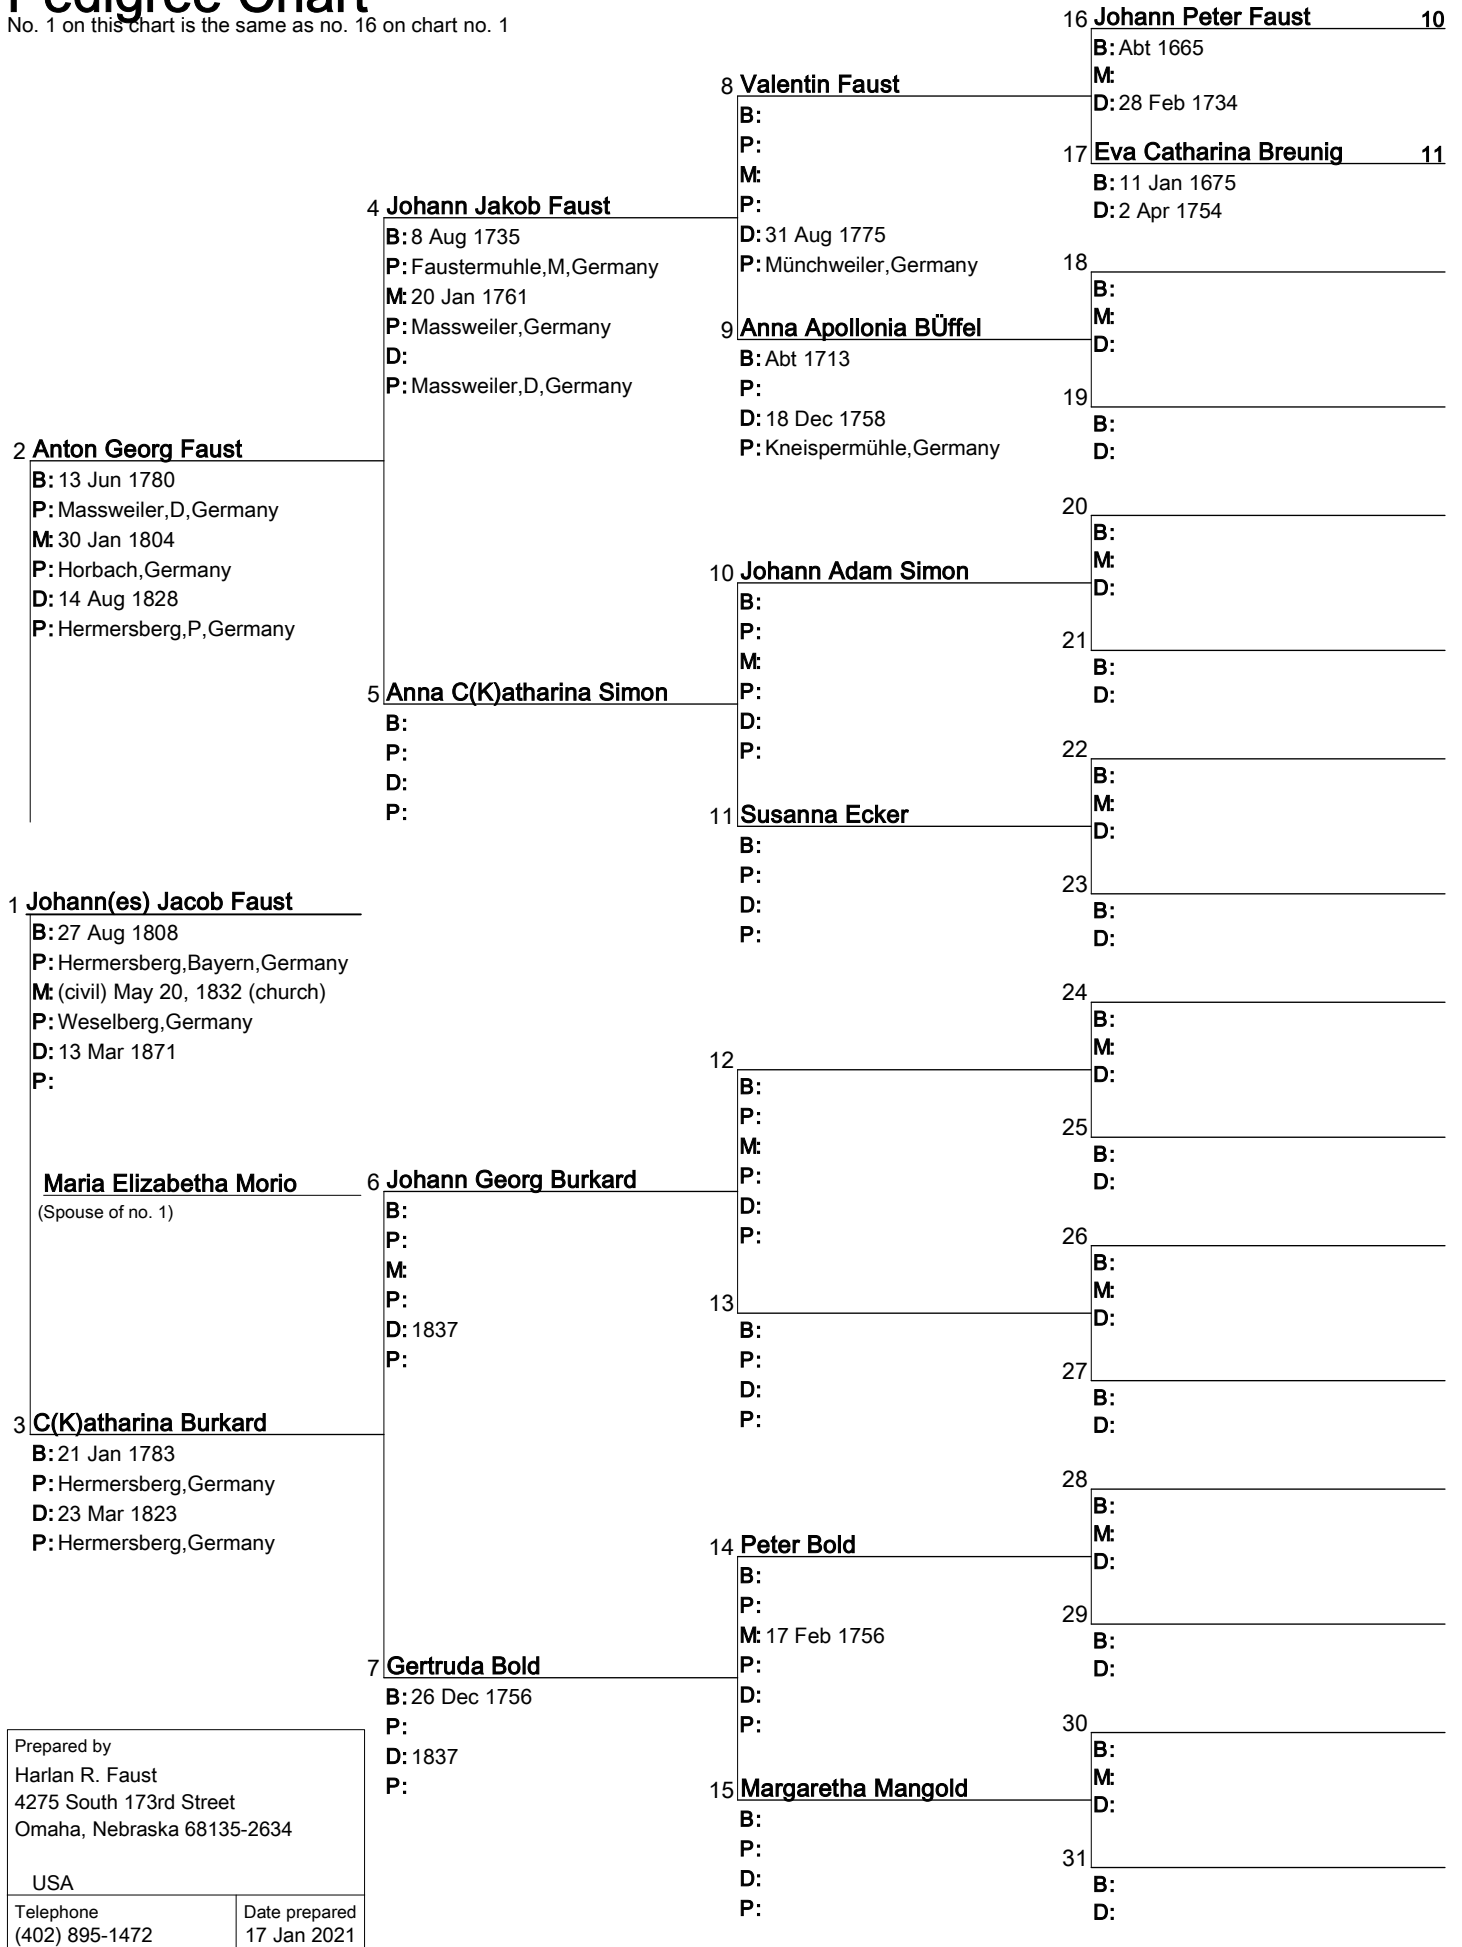 Pedigree Chart
No. 1 on this chart is the same as no. 16 on chart no. 1
16 Johann Peter Faust 10
B: Abt 1665
M:
D: 28 Feb 1734
8 Valentin Faust
B:
P:
M:
P:
D: 31 Aug 1775
P: Münchweiler,Germany
17 Eva Catharina Breunig 11
B: 11 Jan 1675
D: 2 Apr 1754
4 Johann Jakob Faust
B: 8 Aug 1735
P: Faustermuhle,M,Germany
M: 20 Jan 1761
P: Massweiler,Germany
D:
P: Massweiler,D,Germany
18
B:
M:
D:
9 Anna Apollonia BÜffel
B: Abt 1713
P:
D: 18 Dec 1758
P: Kneispermühle,Germany
19
B:
D:
2 Anton Georg Faust
B: 13 Jun 1780
P: Massweiler,D,Germany
M: 30 Jan 1804
P: Horbach,Germany
D: 14 Aug 1828
P: Hermersberg,P,Germany
20
B:
M:
D:
10 Johann Adam Simon
B:
P:
M:
P:
D:
P:
21
B:
D:
5 Anna C(K)atharina Simon
B:
P:
D:
P:
22
B:
M:
D:
11 Susanna Ecker
B:
P:
D:
P:
23
B:
D:
1 Johann(es) Jacob Faust
B: 27 Aug 1808
P: Hermersberg,Bayern,Germany
M: (civil) May 20, 1832 (church)
P: Weselberg,Germany
D: 13 Mar 1871
P:
24
B:
M:
D:
12
B:
P:
M:
P:
D:
P:
25
B:
D:
Maria Elizabetha Morio
(Spouse of no. 1)
6 Johann Georg Burkard
B:
P:
M:
P:
D: 1837
P:
26
B:
M:
D:
13
B:
P:
D:
P:
27
B:
D:
3 C(K)atharina Burkard
B: 21 Jan 1783
P: Hermersberg,Germany
D: 23 Mar 1823
P: Hermersberg,Germany
28
B:
M:
D:
14 Peter Bold
B:
P:
M: 17 Feb 1756
P:
D:
P:
29
B:
D:
7 Gertruda Bold
B: 26 Dec 1756
P:
D: 1837
P:
30
B:
M:
D:
15 Margaretha Mangold
B:
P:
D:
P:
31
B:
D:
Prepared by
Harlan R. Faust
4275 South 173rd Street
Omaha, Nebraska 68135-2634
USA
Telephone
(402) 895-1472
Date prepared
17 Jan 2021